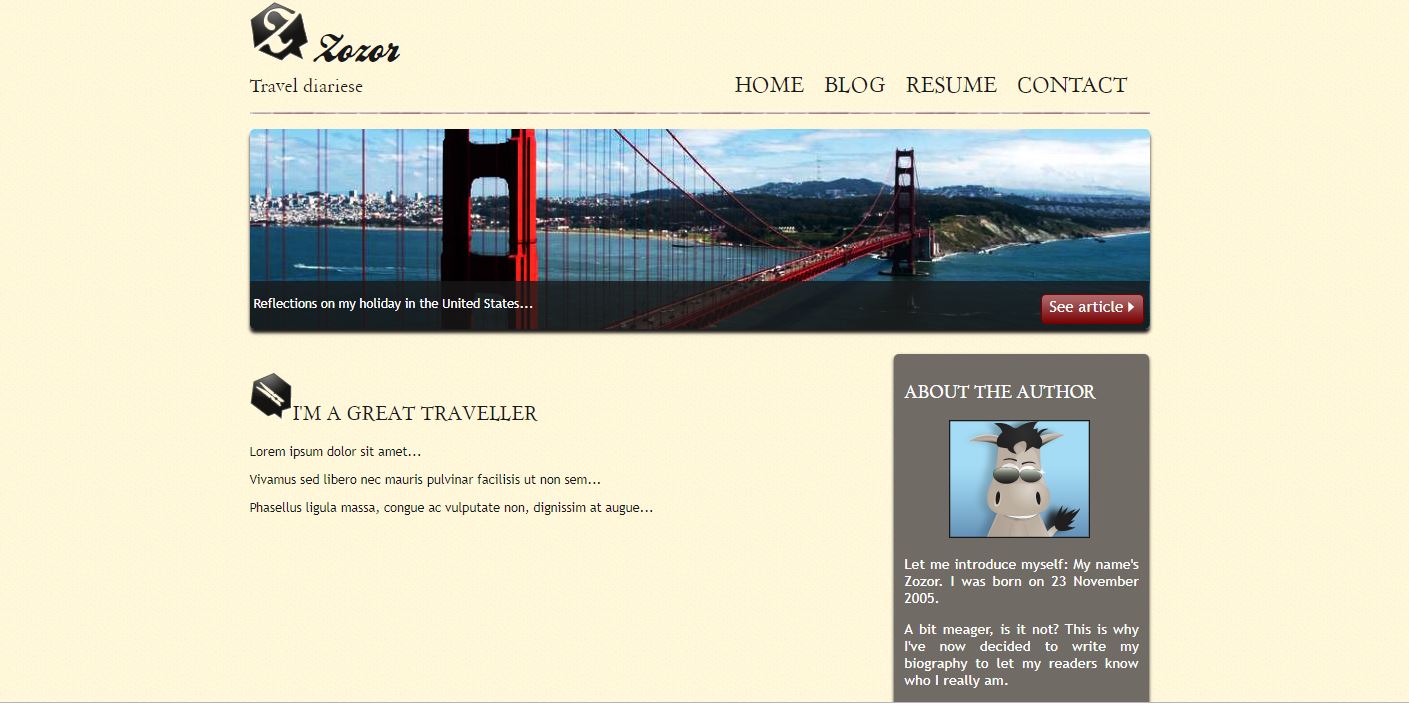 Zozor
Travel diariese
HOME BLOG RESUME CONTACT
Reflections on my holiday in the United States...
See article
I'M A GREAT TRAVELLER
Lorem ipsum dolor sit amet...
Vivamus sed libero nec mauris pulvinar facilisis ut non sem...
Phasellus ligula massa, congue ac vulputate non, dignissim at augue...
ABOUT THE AUTHOR
Let me introduce myself: My name's
Zozor. I was born on 23 November
2005.
A bit meager, is it not? This is why
I've now decided to write my
biography to let my readers know
who I really am.